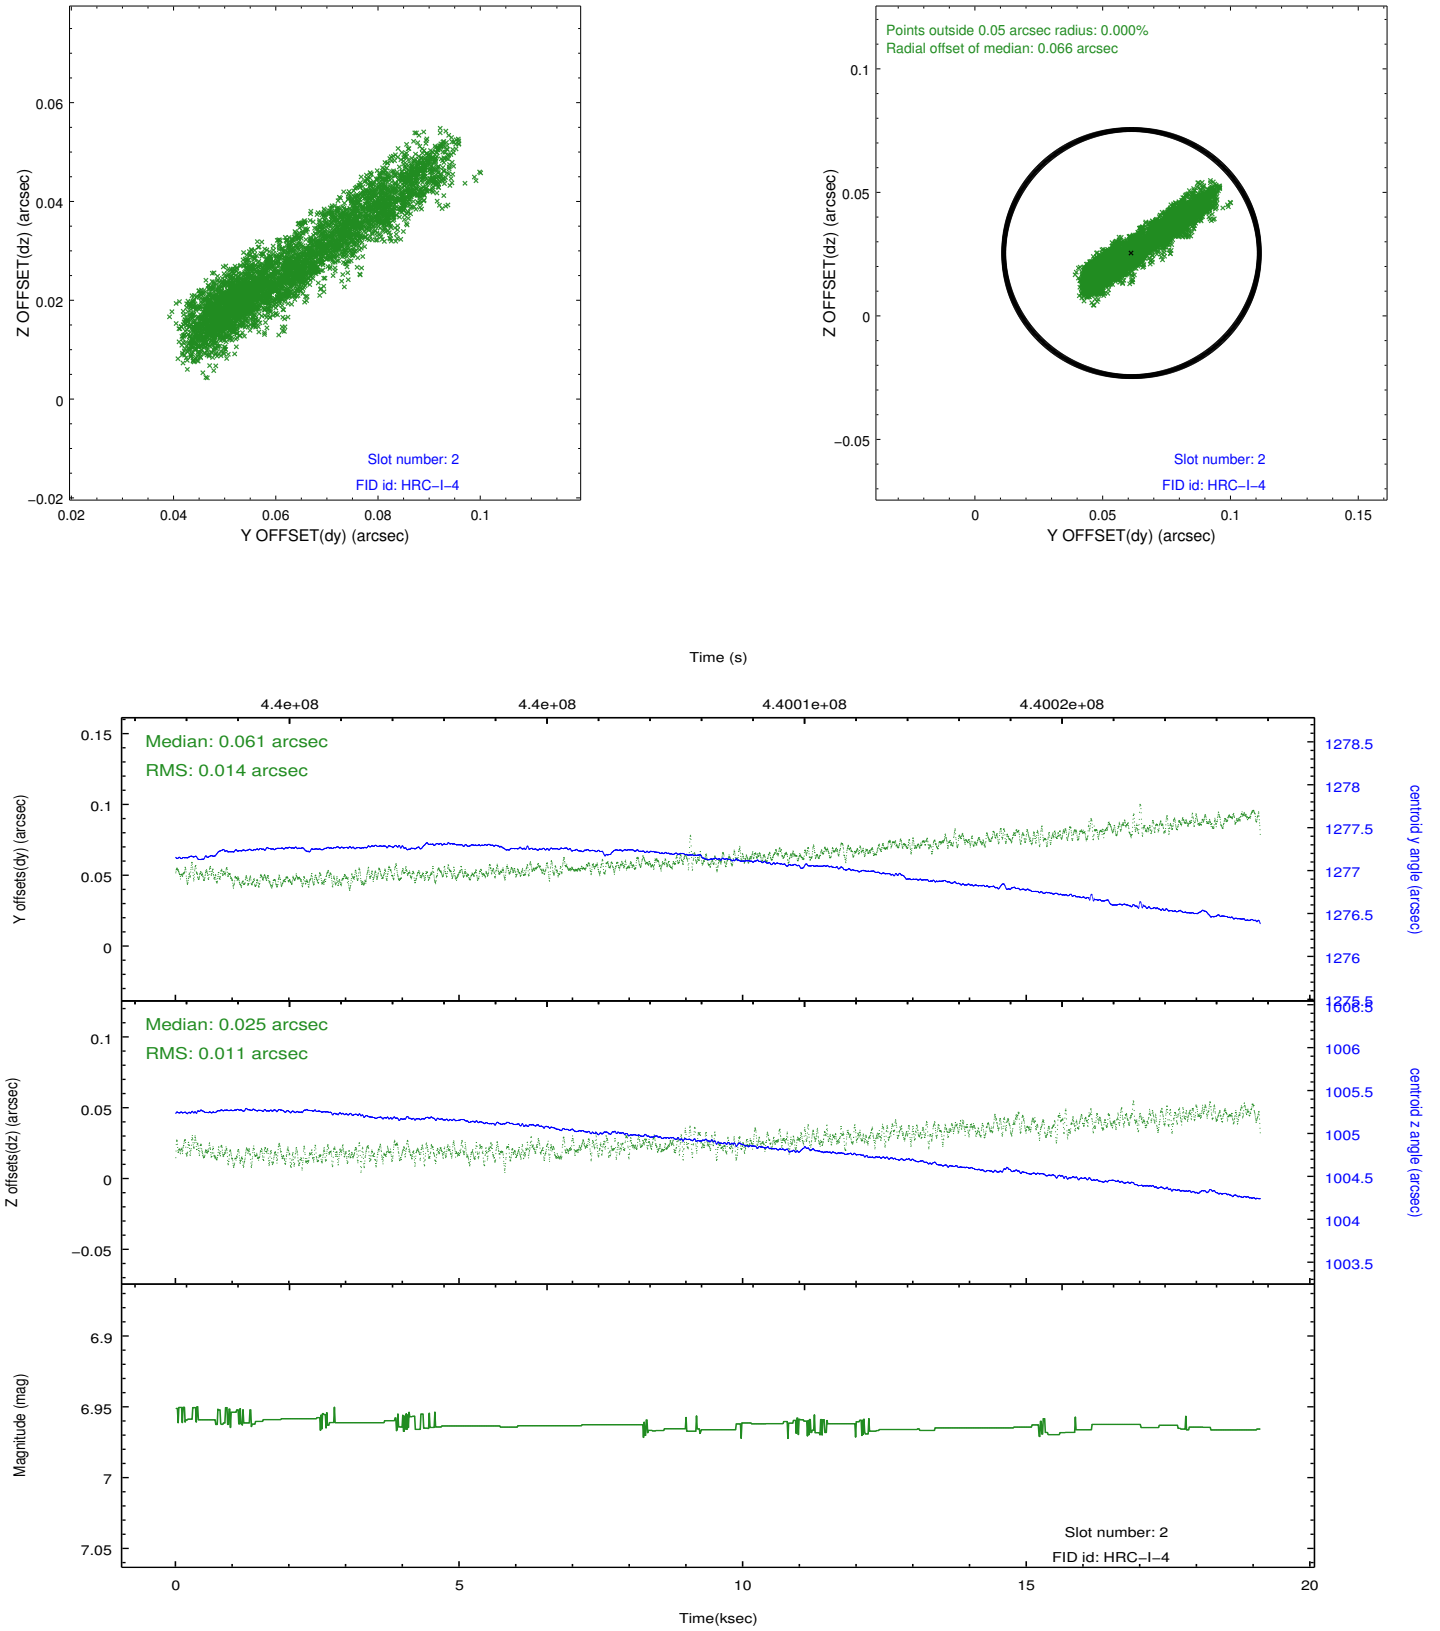 0.06
0.04
0.02
0
−0.02
0.02
0.04
0.06
0.08
0.1
Z OFFSET(dz) (arcsec)
Y OFFSET(dy) (arcsec)
Slot number: 2
FID id: HRC−I−4
Points outside 0.05 arcsec radius: 0.000%
Radial offset of median: 0.066 arcsec
0.1
0.05
0
−0.05
0
0.05
0.1
0.15
Z OFFSET(dz) (arcsec)
Y OFFSET(dy) (arcsec)
Slot number: 2
FID id: HRC−I−4
Time (s)
4.4e+08
4.4e+08
4.4001e+08
4.4002e+08
Median: 0.061 arcsec
RMS: 0.014 arcsec
0.15
0.1
0.05
0
Y offsets(dy) (arcsec)
1278.5
1278
1277.5
1277
1276.5
1276
1275.5
centroid y angle (arcsec)
Median: 0.025 arcsec
RMS: 0.011 arcsec
0.1
0.05
0
−0.05
Z offsets(dz) (arcsec)
1006.5
1006
1005.5
1005
1004.5
1004
1003.5
centroid z angle (arcsec)
6.9
6.95
7
7.05
Magnitude (mag)
Slot number: 2
FID id: HRC−I−4
0
5
10
15
20
Time(ksec)